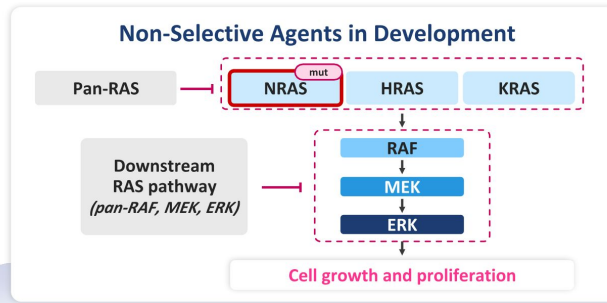 Non-Selective Agents in Development
mut
Pan-RAS
NRAS
HRAS
KRAS
Downstream
RAS pathway
(pan-RAF, MEK, ERK)
RAF
MEK
ERK
Cell growth and proliferation